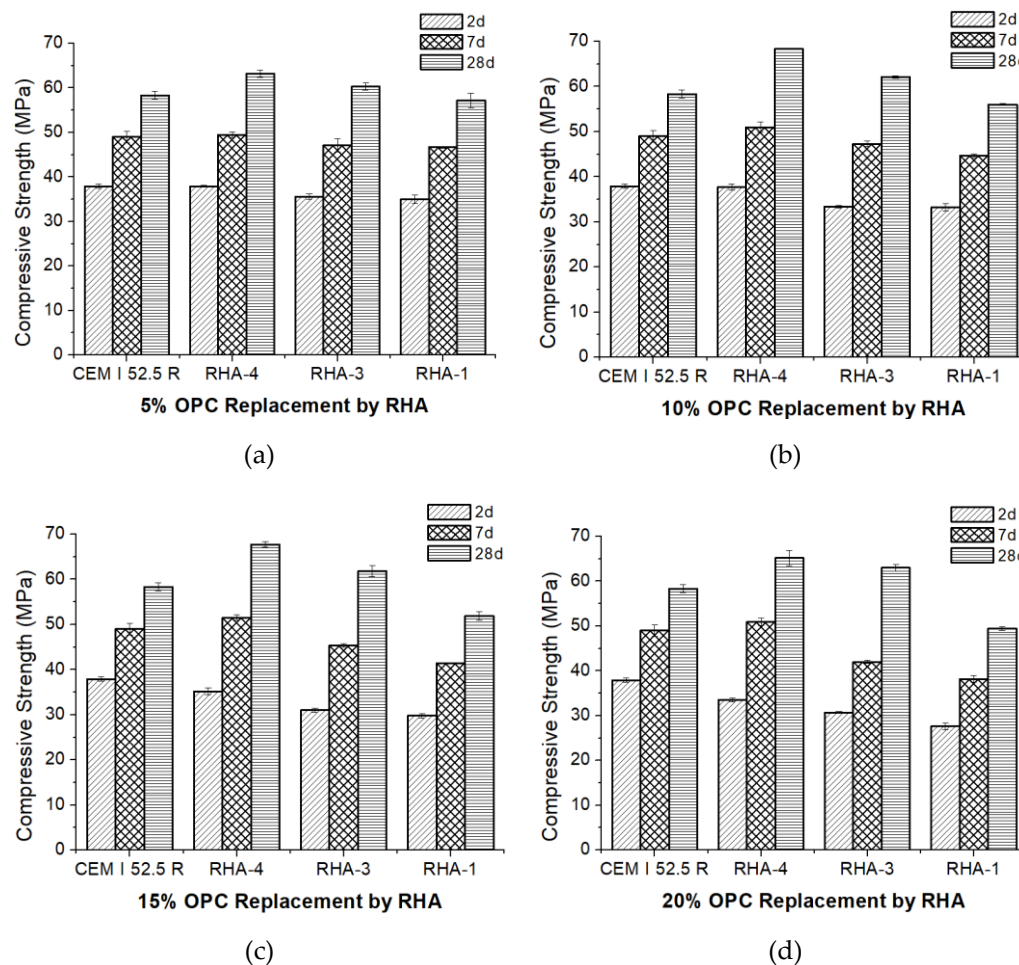 2d
7d
28d
Compressive Strength (MPa)
70
60
50
40
30
20
10
0
CEM I 52.5 R RHA-4 RHA-3 RHA-1
5% OPC Replacement by RHA
(a)
2d
7d
28d
Compressive Strength (MPa)
70
60
50
40
30
20
10
0
CEM I 52.5 R RHA-4 RHA-3 RHA-1
10% OPC Replacement by RHA
(b)
2d
7d
28d
Compressive Strength (MPa)
70
60
50
40
30
20
10
0
CEM I 52.5 R RHA-4 RHA-3 RHA-1
15% OPC Replacement by RHA
(c)
2d
7d
28d
Compressive Strength (MPa)
70
60
50
40
30
20
10
0
CEM I 52.5 R RHA-4 RHA-3 RHA-1
20% OPC Replacement by RHA
(d)